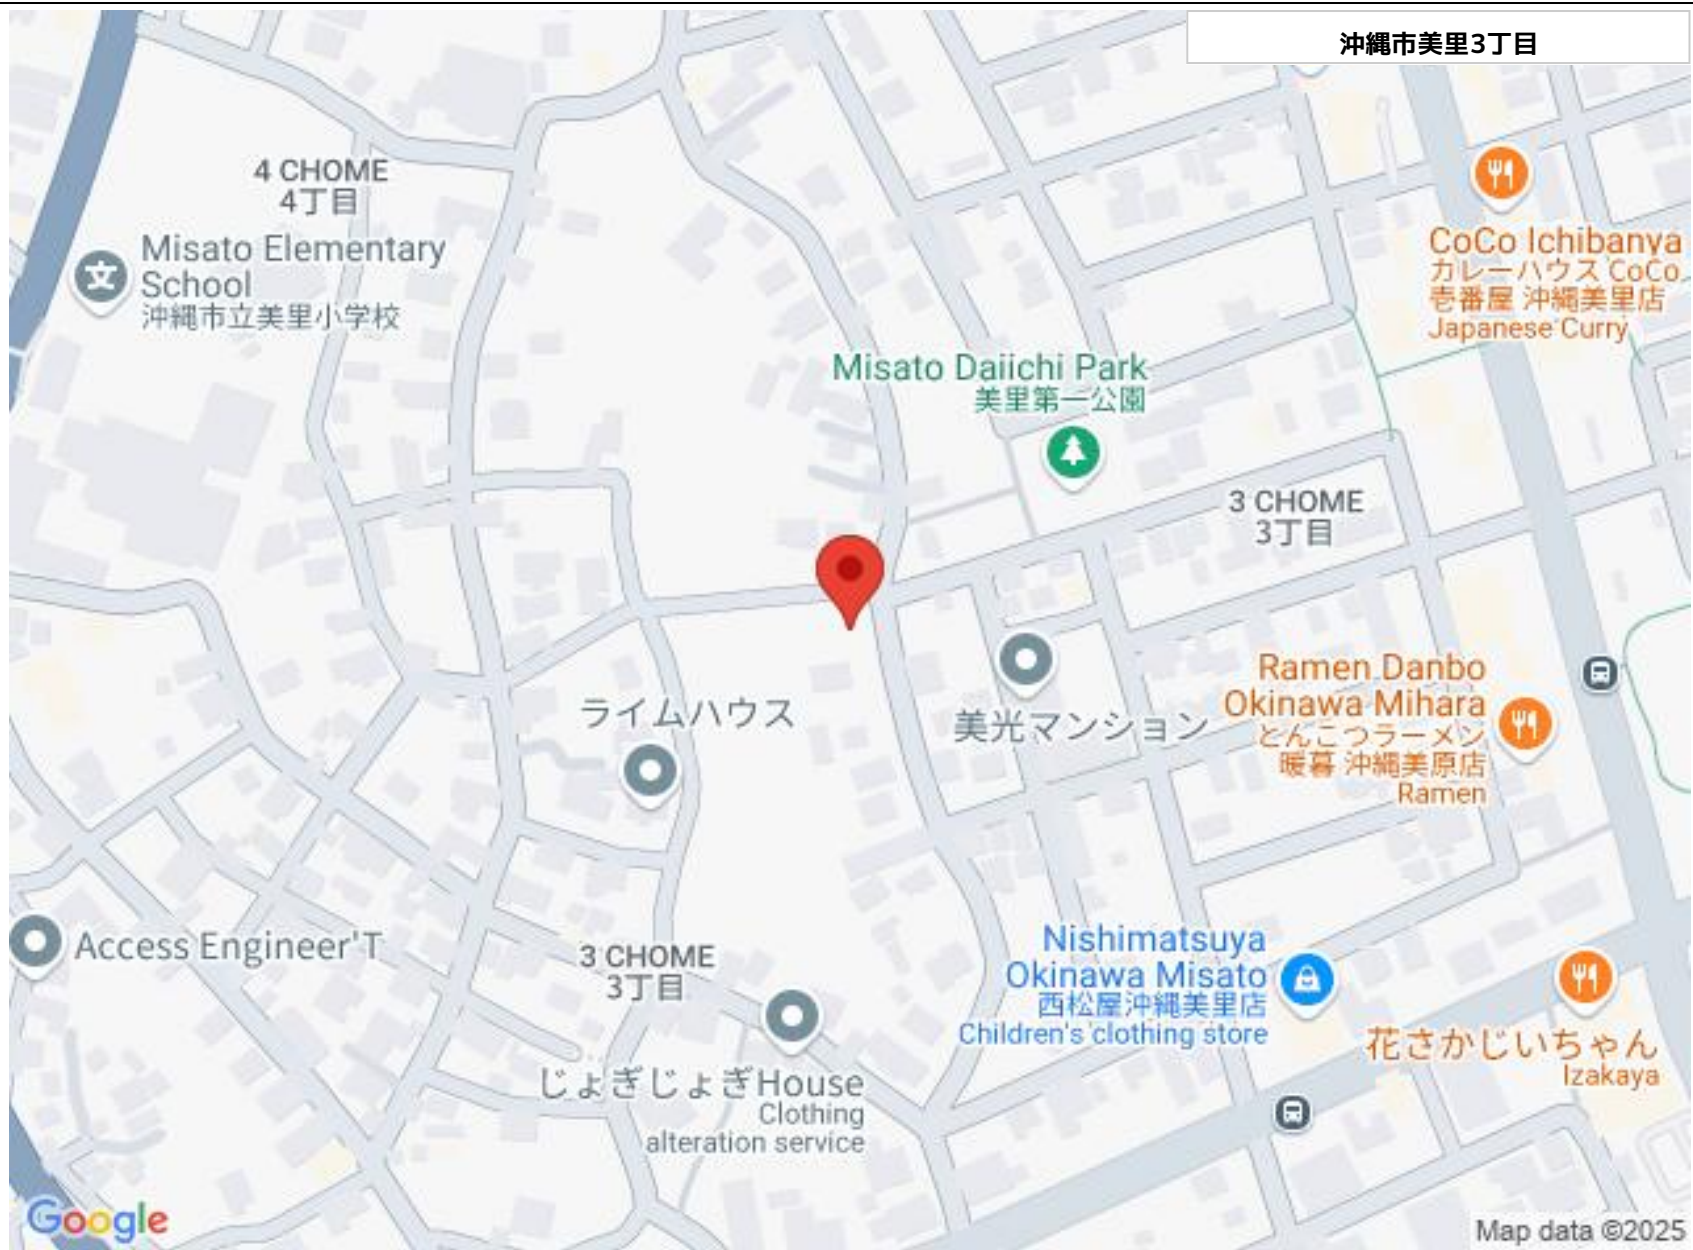 沖縄市美里3丁目
4 CHOME
4丁目
Misato Elementary
School
沖縄市立美里小学校
CoCo Ichibanya
カレーハウス CoCo
壱番屋 沖縄美里店
Japanese Curry
Misato Daiichi Park
美里第一公園
3 CHOME
3丁目
Ramen Danbo
Okinawa Mihara
とんこつラーメン
暖暮 沖縄美原店
Ramen
ライムハウス
美光マンション
Access Engineer'T
3 CHOME
3丁目
Nishimatsuya
Okinawa Misato
西松屋沖縄美里店
Children's clothing store
花さかじいちゃん
Izakaya
じょぎじょぎHouse
Clothing
alteration service
Google
Map data ©2025